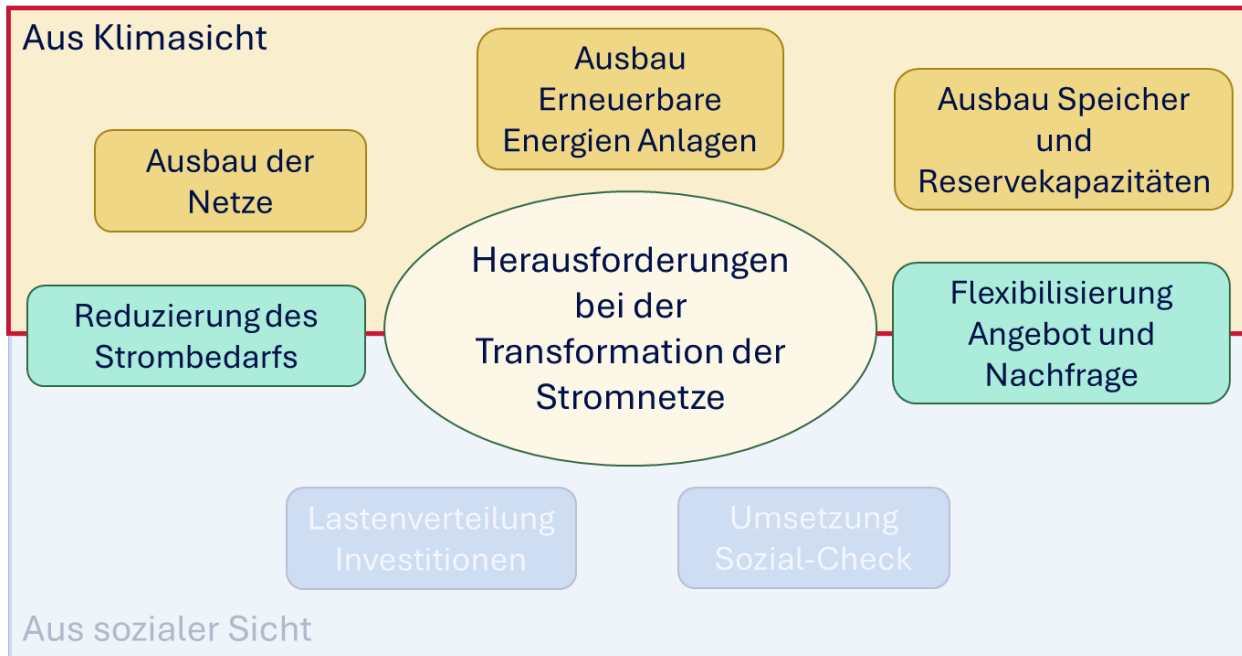 Aus Klimasicht
Ausbau
Erneuerbare
Energien Anlagen
Ausbau Speicher
und
Reservekapazitäten
Ausbau der
Netze
Herausforderungen
bei der
Transformation der
Stromnetze
Reduzierung des
Strombedarfs
Flexibilisierung
Angebot und
Nachfrage
Lastenverteilung
Investitionen
Umsetzung
Sozial-Check
Aus sozialer Sicht